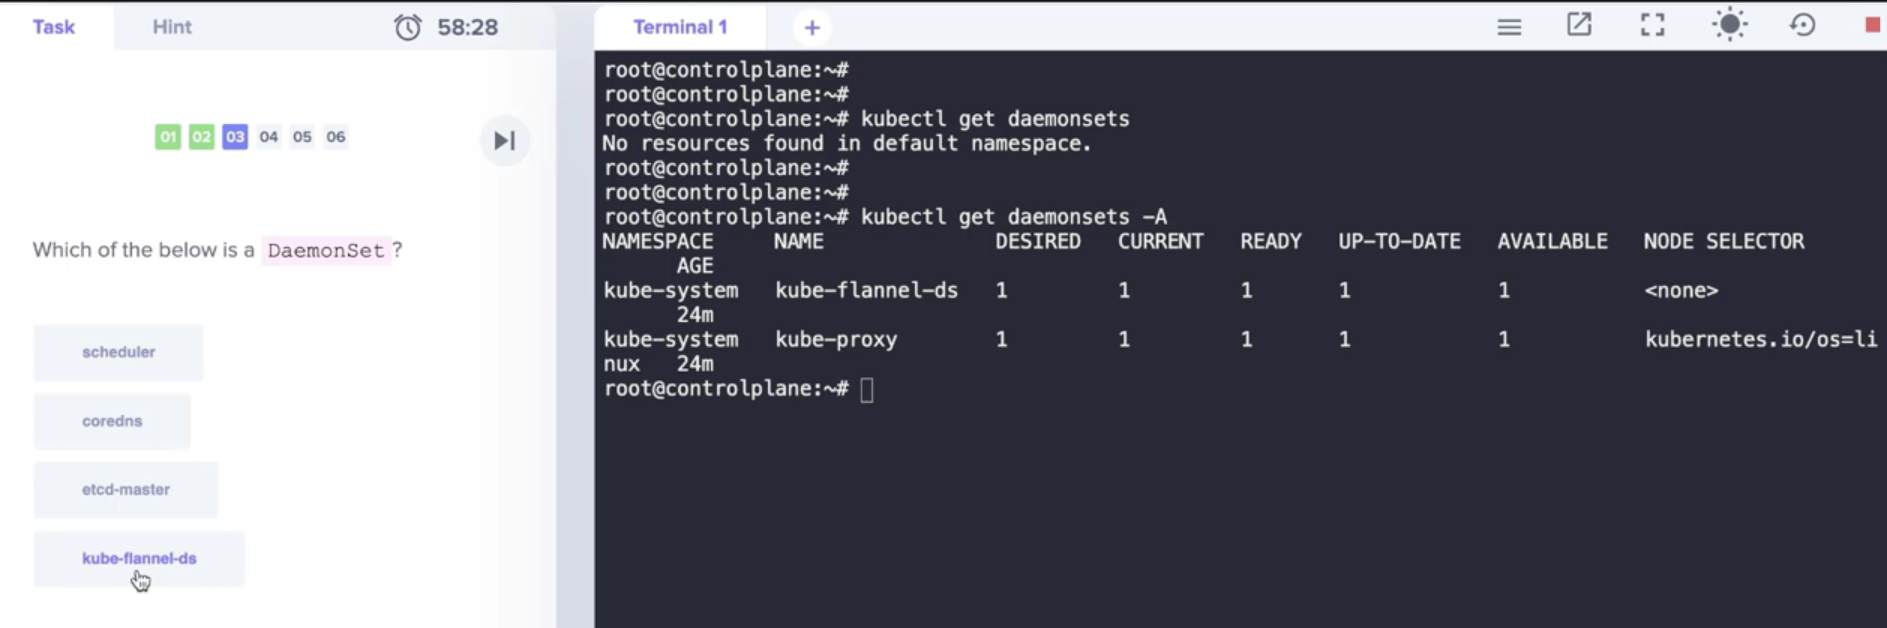 Task
Hint
58:28
01 02 03 04 05 06
Which of the below is a DaemonSet ?
scheduler
coredns
etcd-master
kube-flannel-ds
Terminal 1
+
root@controlplane:~#
root@controlplane:~#
root@controlplane:~# kubectl get daemonsets
No resources found in default namespace.
root@controlplane:~#
root@controlplane:~#
root@controlplane:~# kubectl get daemonsets -A
NAMESPACE     NAME              DESIRED   CURRENT   READY   UP-TO-DATE   AVAILABLE   NODE SELECTOR
      AGE
kube-system   kube-flannel-ds   1         1         1       1            1           <none>
      24m
kube-system   kube-proxy        1         1         1       1            1           kubernetes.io/os=li
nux   24m
root@controlplane:~#